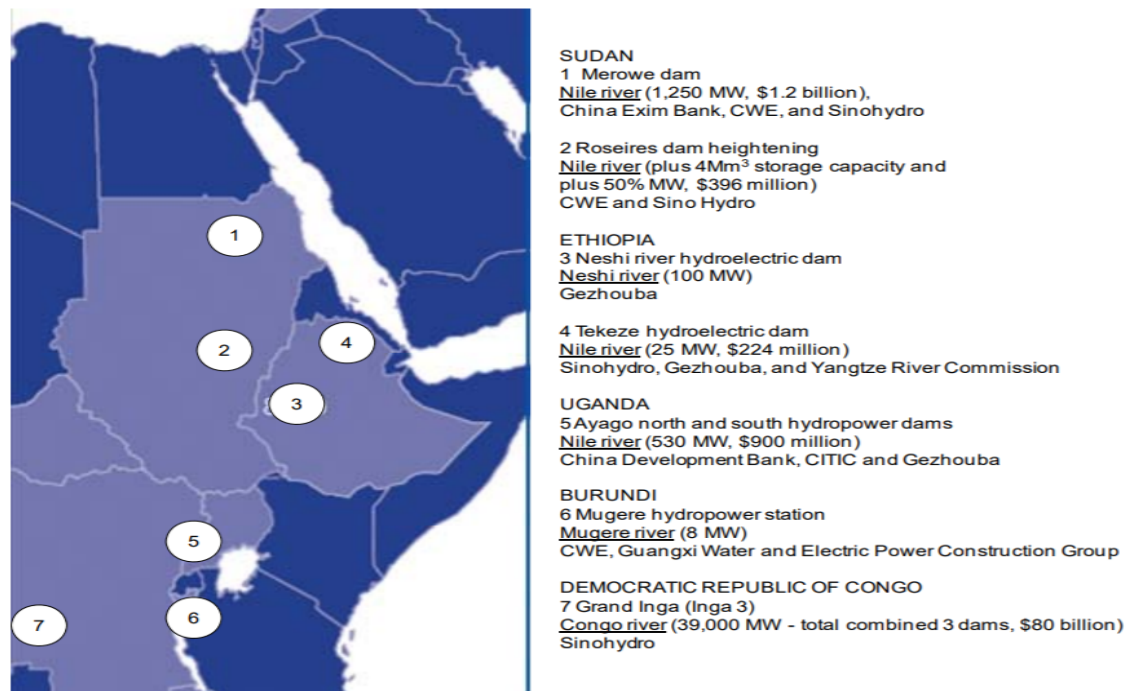 1
2
3
4
5
6
7
SUDAN
1 Merowe dam
Nile river (1,250 MW, $1.2 billion),
China Exim Bank, CWE, and Sinohydro
2 Roseires dam heightening
Nile river (plus 4Mm³ storage capacity and
plus 50% MW, $396 million)
CWE and Sino Hydro
ETHIOPIA
3 Neshi river hydroelectric dam
Neshi river (100 MW)
Gezhouba
4 Tekeze hydroelectric dam
Nile river (25 MW, $224 million)
Sinohydro, Gezhouba, and Yangtze River Commission
UGANDA
5 Ayago north and south hydropower dams
Nile river (530 MW, $900 million)
China Development Bank, CITIC and Gezhouba
BURUNDI
6 Mugere hydropower station
Mugere river (8 MW)
CWE, Guangxi Water and Electric Power Construction Group
DEMOCRATIC REPUBLIC OF CONGO
7 Grand Inga (Inga 3)
Congo river (39,000 MW - total combined 3 dams, $80 billion)
Sinohydro